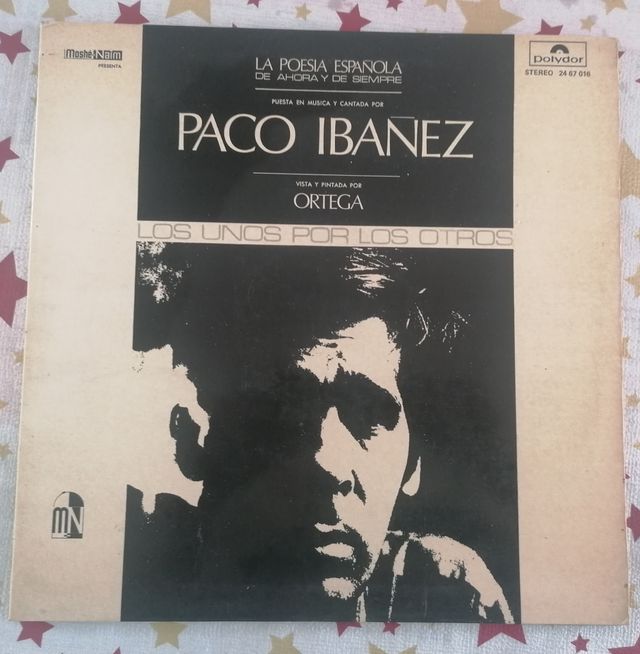 Moshé-Naïm
PRESENTA
LA POESIA ESPAÑOLA
DE AHORA Y DE SIEMPRE
polydor
STEREO 24 67 016
PUESTA EN MUSICA Y CANTADA POR
PACO IBAÑEZ
VISTA Y PINTADA POR
ORTEGA
LOS UNOS POR LOS OTROS
MN